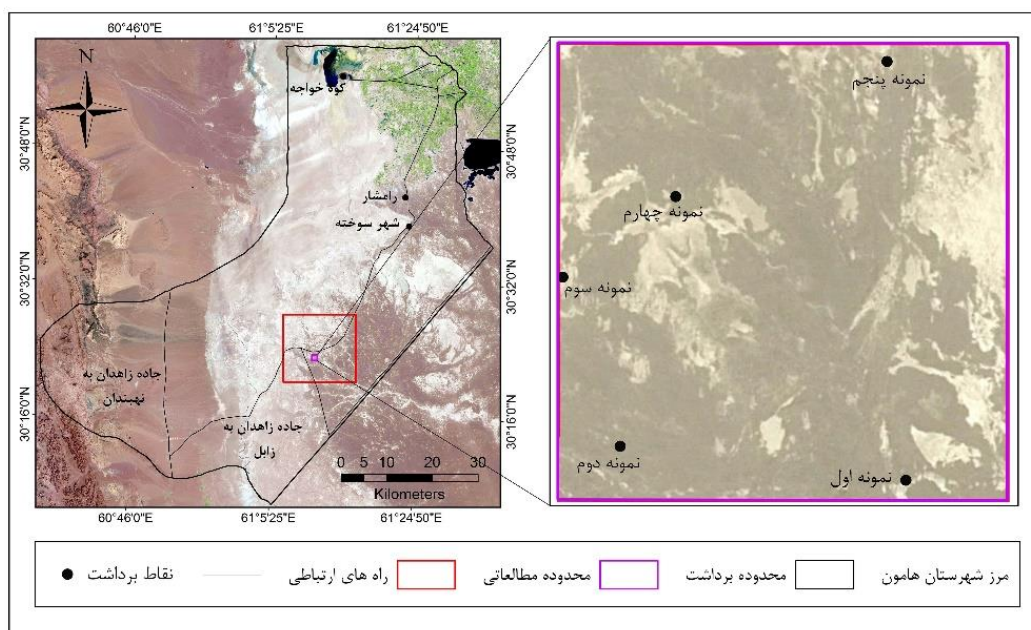 60°46'0"E 61°5'25"E 61°24'50"E
N
کوه خواجه
30°48'0"N
30°48'0"N
رامشار
شهر سوخته
30°32'0"N
30°32'0"N
جاده زاهدان به
نهبندان
30°16'0"N
30°16'0"N
جاده زاهدان به
زابل
0 5 10 20 30
Kilometers
60°46'0"E 61°5'25"E 61°24'50"E
نمونه پنجم
نمونه چهارم
نمونه سوم
نمونه دوم
نمونه اول
مرز شهرستان هامون
محدوده برداشت
محدوده مطالعاتی
راه های ارتباطی
نقاط برداشت